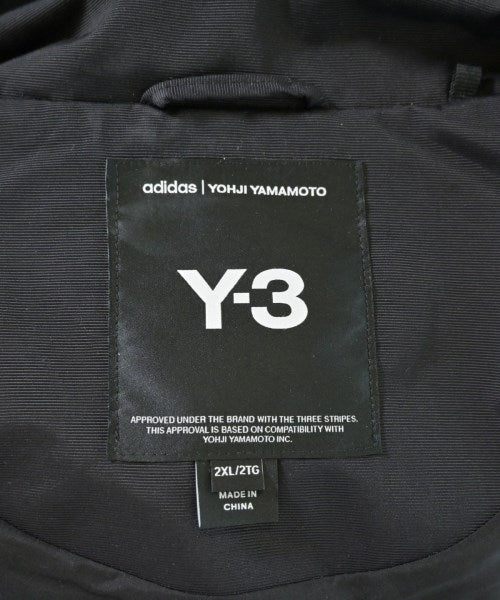 adidas | YOHJI YAMAMOTO
Y-3
APPROVED UNDER THE BRAND WITH THE THREE STRIPES.
THIS APPROVAL IS BASED ON COMPATIBILITY WITH
YOHJI YAMAMOTO INC.
2XL/2TG
MADE IN
CHINA